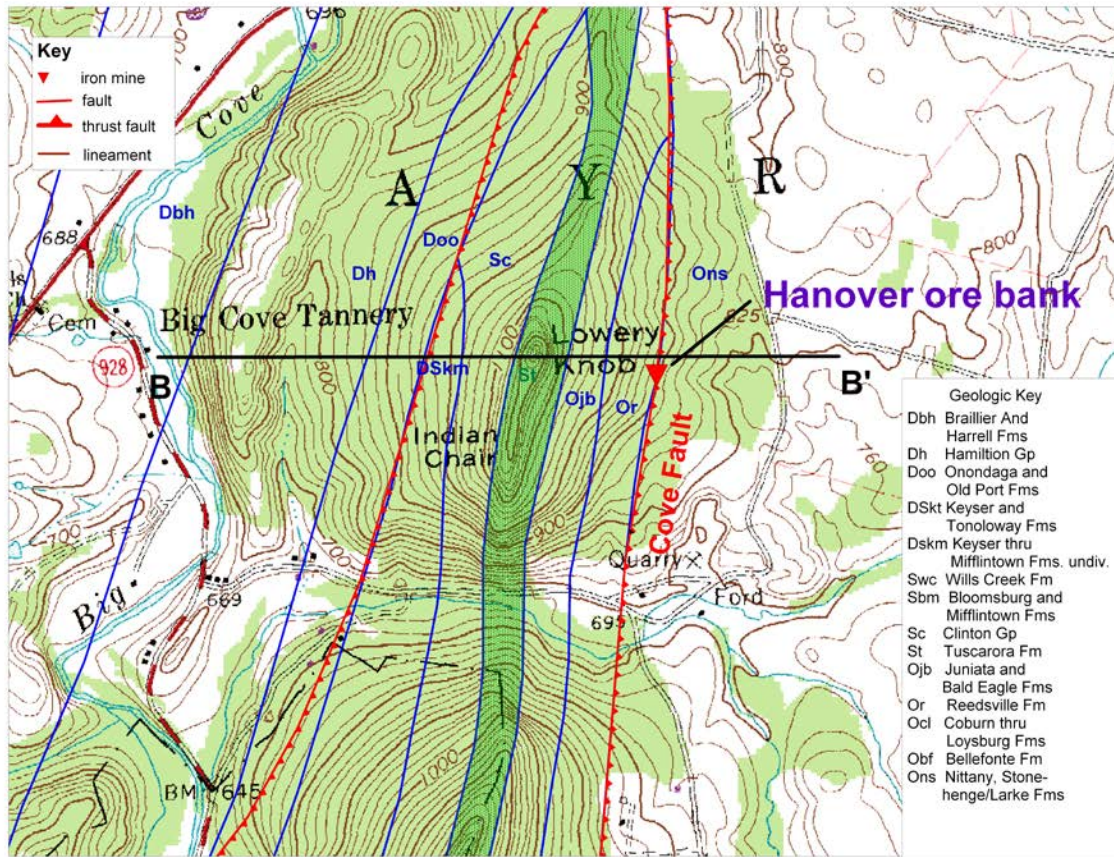 696
800
Key
iron mine
fault
thrust fault
lineament
Cove
900
A
Y
R
800
Dbh
688
Doo
Sc
Dh
Ons
Hanover ore bank
Cem
Big Cove Tannery
800
1000
Lowery
Knob
825
928
B
DSkm
St
B'
Ojb
Or
Indian
Chair
Cove Fault
760
700
700
900
Quarry
Ford
Big
669
695
1000
BM
645
Geologic Key
Dbh Braillier And
Harrell Fms
Dh Hamiltion Gp
Doo Onondaga and
Old Port Fms
DSkt Keyser and
Tonoloway Fms
Dskm Keyser thru
Mifflintown Fms. undiv.
Swc Wills Creek Fm
Sbm Bloomsburg and
Mifflintown Fms
Sc Clinton Gp
St Tuscarora Fm
Ojb Juniata and
Bald Eagle Fms
Or Reedsville Fm
Ocl Coburn thru
Loysburg Fms
Obf Bellefonte Fm
Ons Nittany, Stone-
henge/Larke Fms